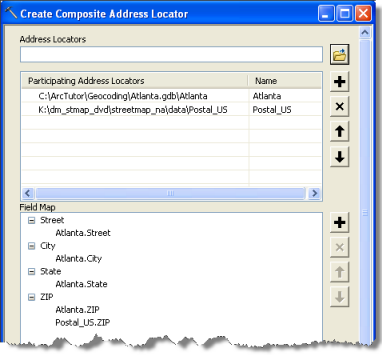 Create Composite Address Locator
Address Locators
Participating Address Locators Name
C:\ArcTutor\Geocoding\Atlanta.gdb\Atlanta Atlanta
K:\dm_stmap_dvd\streetmap_na\data\Postal_US Postal_US
Field Map
Street
Atlanta.Street
City
Atlanta.City
State
Atlanta.State
ZIP
Atlanta.ZIP
Postal_US.ZIP